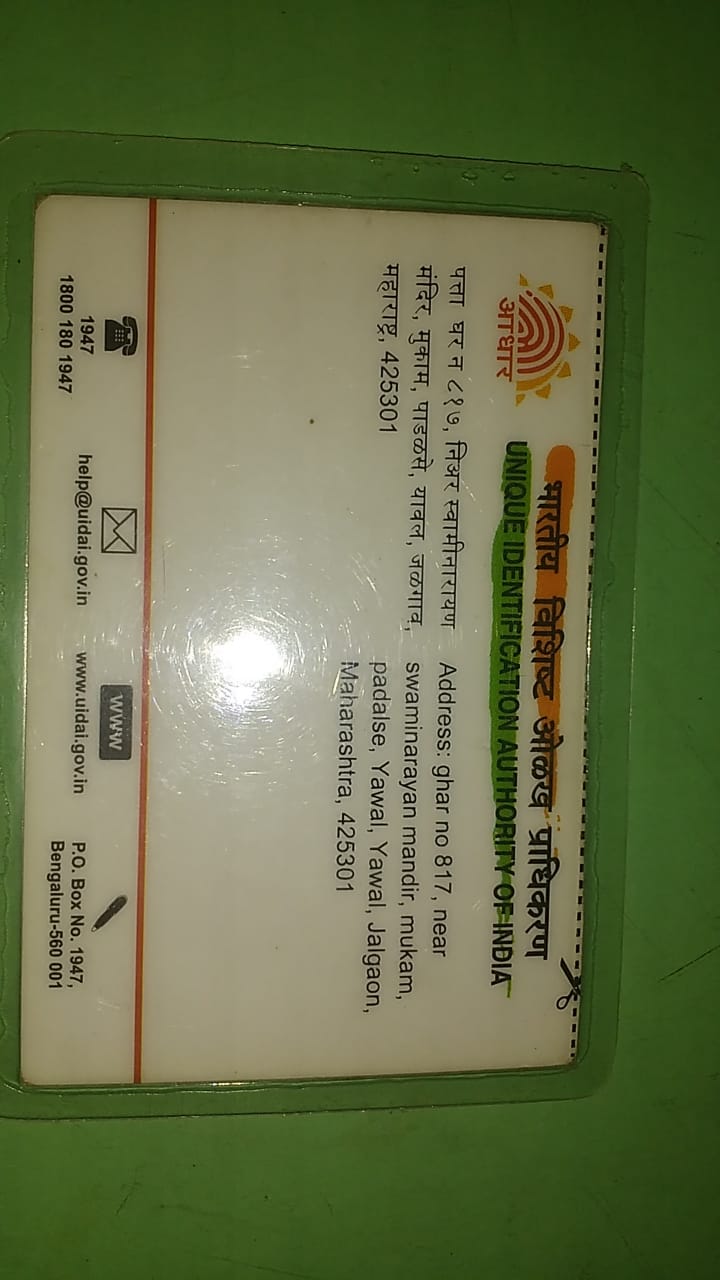 भारतीय विशिष्ट ओळख प्राधिकरण
UNIQUE IDENTIFICATION AUTHORITY OF INDIA
आधार
पत्ता घर न ८१७, निअर स्वामीनारायण
मंदिर, मुकाम, पाडळसे, यावल, जळगाव,
महाराष्ट्र, 425301
Address: ghar no 817, near
swaminarayan mandir, mukam,
padalse, Yawal, Yawal, Jalgaon,
Maharashtra, 425301
1947
1800 180 1947
help@uidai.gov.in
www
www.uidai.gov.in
P.O. Box No. 1947,
Bengaluru-560 001